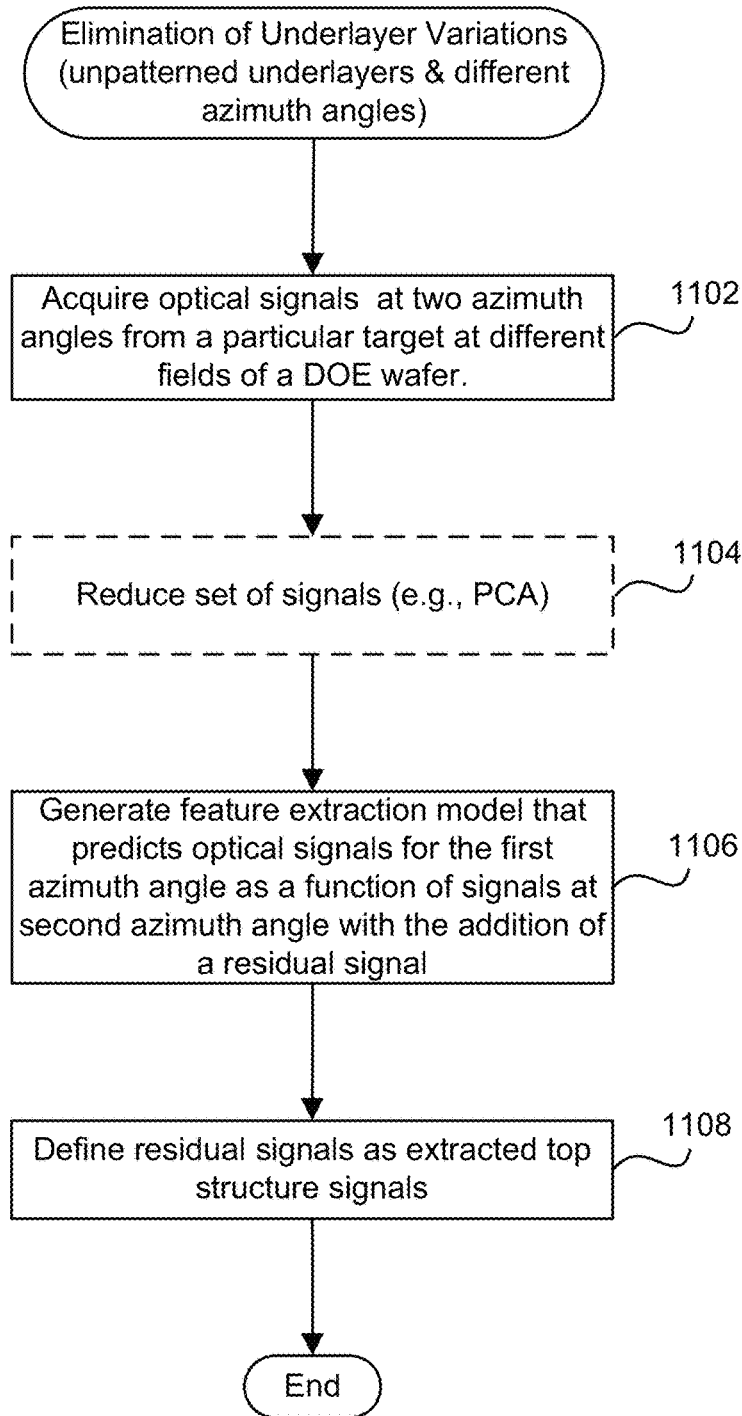 Elimination of Underlayer Variations
(unpatterned underlayers & different
azimuth angles)
Acquire optical signals at two azimuth
angles from a particular target at different
fields of a DOE wafer.
1102
Reduce set of signals (e.g., PCA)
1104
Generate feature extraction model that
predicts optical signals for the first
azimuth angle as a function of signals at
second azimuth angle with the addition of
a residual signal
1106
Define residual signals as extracted top
structure signals
1108
End